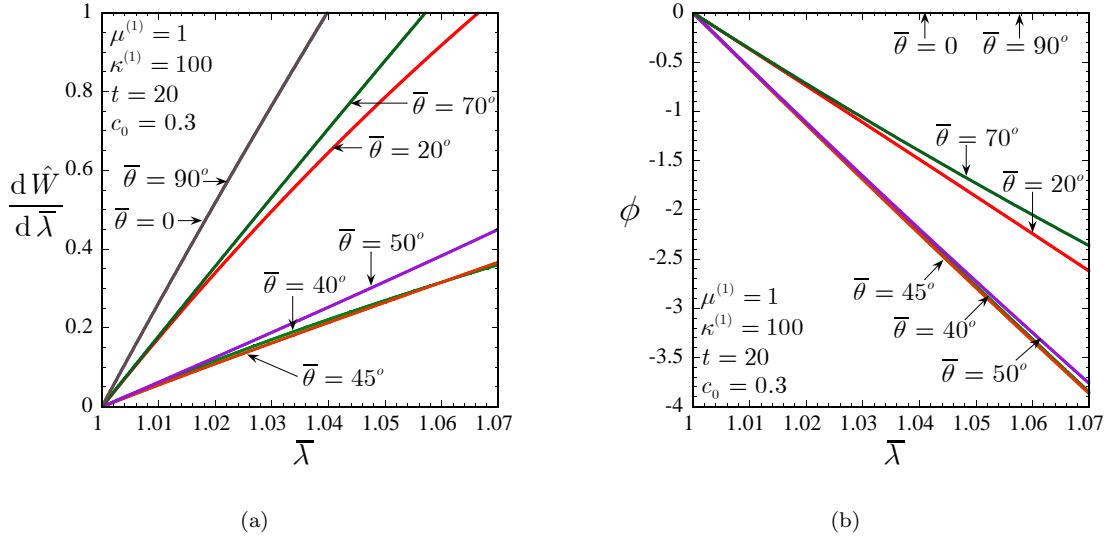 1
0.8
0.6
0.4
0.2
0
1 1.01 1.02 1.03 1.04 1.05 1.06 1.07
μ⁽¹⁾ = 1
κ⁽¹⁾ = 100
t = 20
c₀ = 0.3
θ̅ = 70°
θ̅ = 20°
θ̅ = 90°
θ̅ = 0
θ̅ = 50°
θ̅ = 40°
θ̅ = 45°
d Ŵ
d λ̅
λ̅
(a)
0
-0.5
-1
-1.5
-2
-2.5
-3
-3.5
-4
1 1.01 1.02 1.03 1.04 1.05 1.06 1.07
θ̅ = 0 θ̅ = 90°
θ̅ = 70°
θ̅ = 20°
θ̅ = 45°
θ̅ = 40°
θ̅ = 50°
μ⁽¹⁾ = 1
κ⁽¹⁾ = 100
t = 20
c₀ = 0.3
ϕ
λ̅
(b)